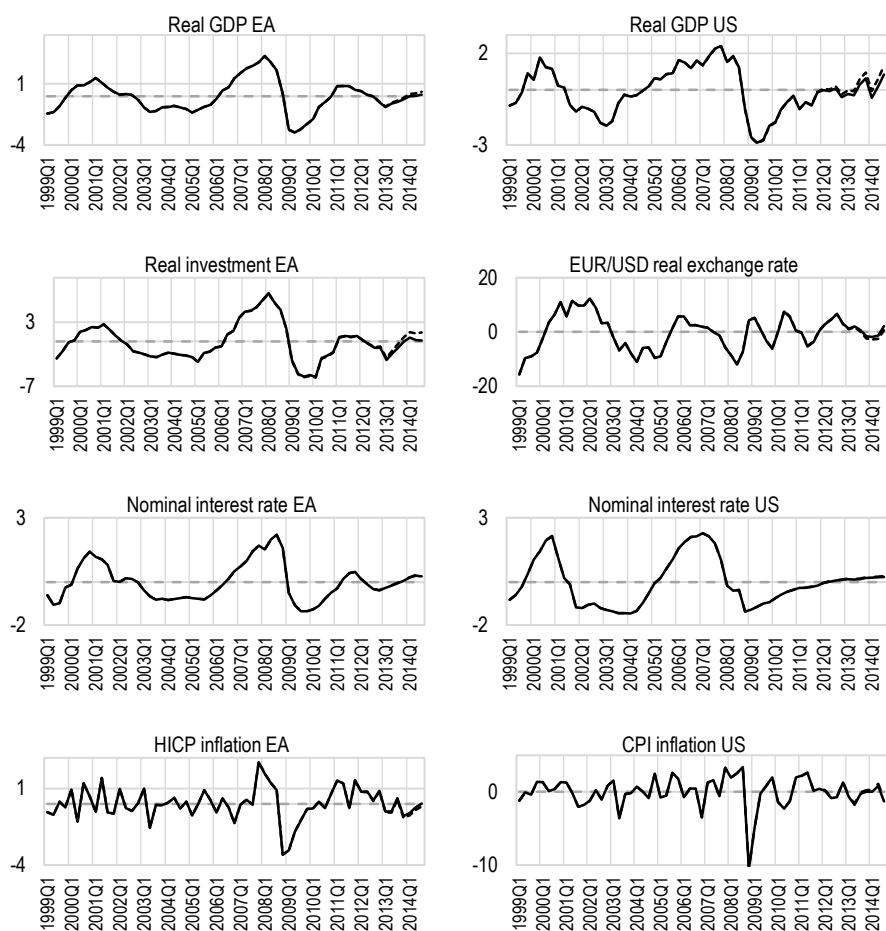 Real GDP EA
1
-4
1999Q1
2000Q1
2001Q1
2002Q1
2003Q1
2004Q1
2005Q1
2006Q1
2007Q1
2008Q1
2009Q1
2010Q1
2011Q1
2012Q1
2013Q1
2014Q1
Real GDP US
2
-3
1999Q1
2000Q1
2001Q1
2002Q1
2003Q1
2004Q1
2005Q1
2006Q1
2007Q1
2008Q1
2009Q1
2010Q1
2011Q1
2012Q1
2013Q1
2014Q1
Real investment EA
3
-7
1999Q1
2000Q1
2001Q1
2002Q1
2003Q1
2004Q1
2005Q1
2006Q1
2007Q1
2008Q1
2009Q1
2010Q1
2011Q1
2012Q1
2013Q1
2014Q1
EUR/USD real exchange rate
20
0
-20
1999Q1
2000Q1
2001Q1
2002Q1
2003Q1
2004Q1
2005Q1
2006Q1
2007Q1
2008Q1
2009Q1
2010Q1
2011Q1
2012Q1
2013Q1
2014Q1
Nominal interest rate EA
3
-2
1999Q1
2000Q1
2001Q1
2002Q1
2003Q1
2004Q1
2005Q1
2006Q1
2007Q1
2008Q1
2009Q1
2010Q1
2011Q1
2012Q1
2013Q1
2014Q1
Nominal interest rate US
3
-2
1999Q1
2000Q1
2001Q1
2002Q1
2003Q1
2004Q1
2005Q1
2006Q1
2007Q1
2008Q1
2009Q1
2010Q1
2011Q1
2012Q1
2013Q1
2014Q1
HICP inflation EA
1
-4
1999Q1
2000Q1
2001Q1
2002Q1
2003Q1
2004Q1
2005Q1
2006Q1
2007Q1
2008Q1
2009Q1
2010Q1
2011Q1
2012Q1
2013Q1
2014Q1
CPI inflation US
0
-10
1999Q1
2000Q1
2001Q1
2002Q1
2003Q1
2004Q1
2005Q1
2006Q1
2007Q1
2008Q1
2009Q1
2010Q1
2011Q1
2012Q1
2013Q1
2014Q1